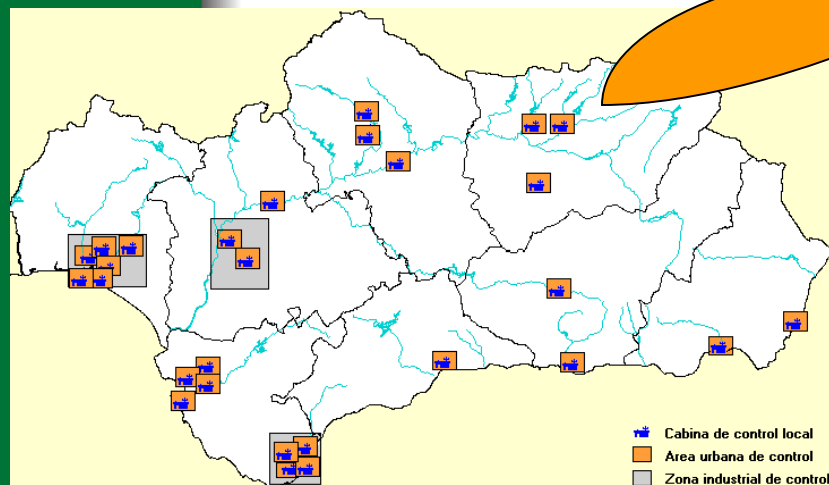 Cabina de control local
Area urbana de control
Zona industrial de control